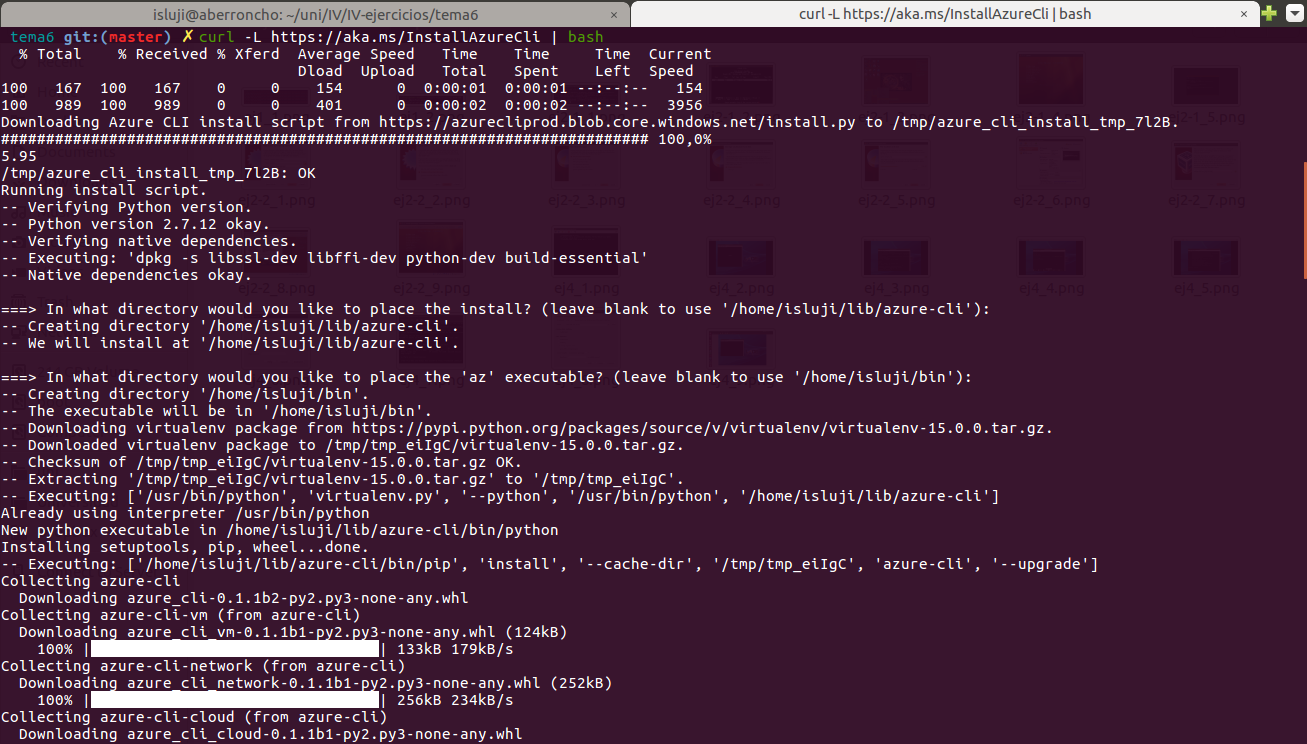 isluji@aberroncho: ~/uni/IV/IV-ejercicios/tema6 × curl -L https://aka.ms/InstallAzureCli | bash ×
tema6 git:(master) ✗ curl -L https://aka.ms/InstallAzureCli | bash
  % Total    % Received % Xferd  Average Speed   Time    Time     Time  Current
                                 Dload  Upload   Total   Spent    Left  Speed
100   167  100   167    0     0    154      0  0:00:01  0:00:01 --:--:--   154
100   989  100   989    0     0    401      0  0:00:02  0:00:02 --:--:--  3956
Downloading Azure CLI install script from https://azurecliprod.blob.core.windows.net/install.py to /tmp/azure_cli_install_tmp_7l2B.
######################################################################## 100,0%
5.95
/tmp/azure_cli_install_tmp_7l2B: OK
Running install script.
-- Verifying Python version.
-- Python version 2.7.12 okay.
-- Verifying native dependencies.
-- Executing: 'dpkg -s libssl-dev libffi-dev python-dev build-essential'
-- Native dependencies okay.
===> In what directory would you like to place the install? (leave blank to use '/home/isluji/lib/azure-cli'):
-- Creating directory '/home/isluji/lib/azure-cli'.
-- We will install at '/home/isluji/lib/azure-cli'.
===> In what directory would you like to place the 'az' executable? (leave blank to use '/home/isluji/bin'):
-- Creating directory '/home/isluji/bin'.
-- The executable will be in '/home/isluji/bin'.
-- Downloading virtualenv package from https://pypi.python.org/packages/source/v/virtualenv/virtualenv-15.0.0.tar.gz.
-- Downloaded virtualenv package to /tmp/tmp_eiIgC/virtualenv-15.0.0.tar.gz.
-- Checksum of /tmp/tmp_eiIgC/virtualenv-15.0.0.tar.gz OK.
-- Extracting '/tmp/tmp_eiIgC/virtualenv-15.0.0.tar.gz' to '/tmp/tmp_eiIgC'.
-- Executing: ['/usr/bin/python', 'virtualenv.py', '--python', '/usr/bin/python', '/home/isluji/lib/azure-cli']
Already using interpreter /usr/bin/python
New python executable in /home/isluji/lib/azure-cli/bin/python
Installing setuptools, pip, wheel...done.
-- Executing: ['/home/isluji/lib/azure-cli/bin/pip', 'install', '--cache-dir', '/tmp/tmp_eiIgC', 'azure-cli', '--upgrade']
Collecting azure-cli
  Downloading azure_cli-0.1.1b2-py2.py3-none-any.whl
Collecting azure-cli-vm (from azure-cli)
  Downloading azure_cli_vm-0.1.1b1-py2.py3-none-any.whl (124kB)
    100% |████████████████████████████████| 133kB 179kB/s
Collecting azure-cli-network (from azure-cli)
  Downloading azure_cli_network-0.1.1b1-py2.py3-none-any.whl (252kB)
    100% |████████████████████████████████| 256kB 234kB/s
Collecting azure-cli-cloud (from azure-cli)
  Downloading azure_cli_cloud-0.1.1b1-py2.py3-none-any.whl